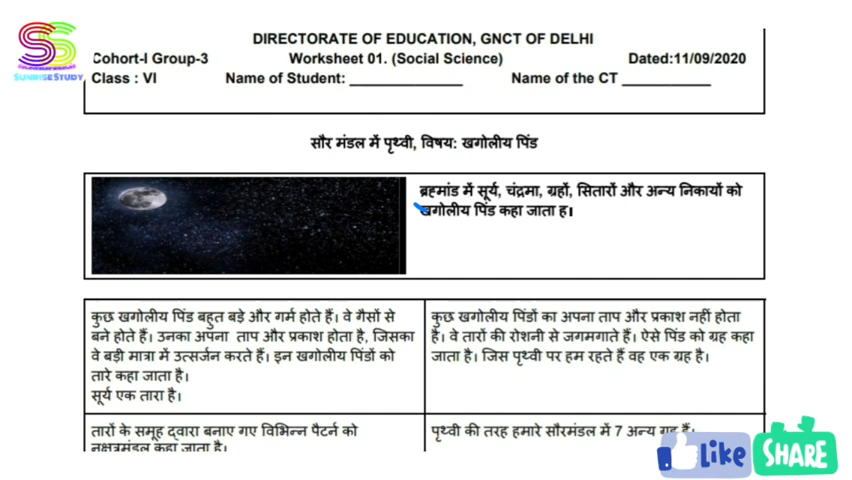 DIRECTORATE OF EDUCATION, GNCT OF DELHI
Cohort-I Group-3 Worksheet 01. (Social Science) Dated:11/09/2020
Class : VI Name of Student: ____________ Name of the CT __________
SUNRISE STUDY
सौर मंडल में पृथ्वी, विषय: खगोलीय पिंड
ब्रह्मांड में सूर्य, चंद्रमा, ग्रहों, सितारों और अन्य निकायों को
खगोलीय पिंड कहा जाता ह।
कुछ खगोलीय पिंड बहुत बड़े और गर्म होते हैं। वे गैसों से
बने होते हैं। उनका अपना ताप और प्रकाश होता है, जिसका
वे बड़ी मात्रा में उत्सर्जन करते हैं। इन खगोलीय पिंडों को
तारे कहा जाता है।
सूर्य एक तारा है।
कुछ खगोलीय पिंडों का अपना ताप और प्रकाश नहीं होता
है। वे तारों की रोशनी से जगमगाते हैं। ऐसे पिंड को ग्रह कहा
जाता है। जिस पृथ्वी पर हम रहते हैं वह एक ग्रह है।
तारों के समूह द्वारा बनाए गए विभिन्न पैटर्न को
नक्षत्रमंडल कहा जाता है।
पृथ्वी की तरह हमारे सौरमंडल में 7 अन्य ग्रह हैं।
Like
SHARE